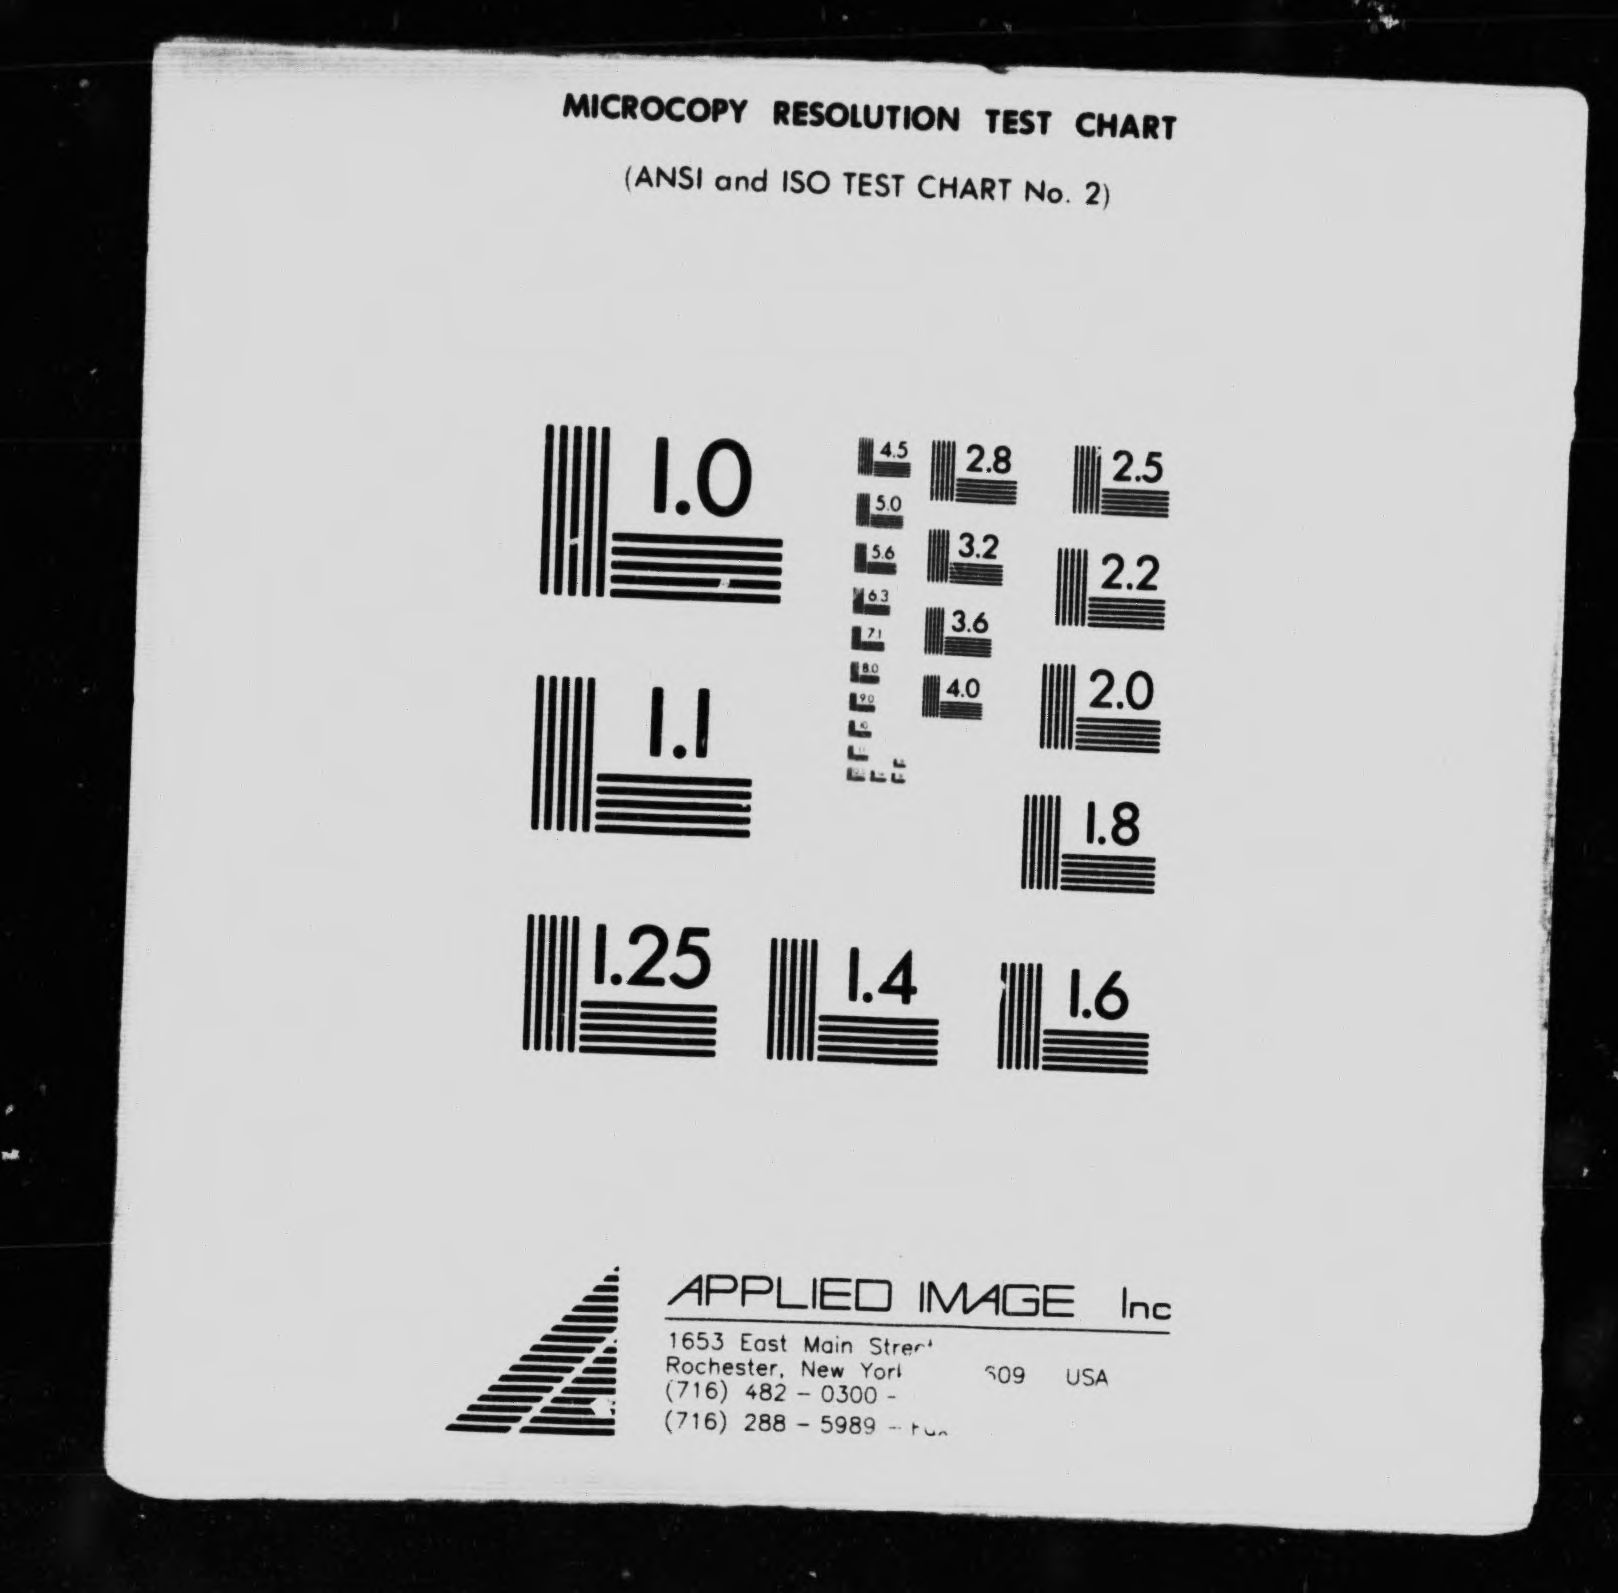 MICROCOPY RESOLUTION TEST CHART
(ANSI and ISO TEST CHART No. 2)
1.0
1.1
1.25
1.4
1.6
1.8
2.0
2.2
2.5
2.8
3.2
3.6
4.0
4.5
5.0
5.6
6.3
7.1
8.0
9.0
APPLIED IMAGE Inc
1653 East Main
Rochester, New USA
(716) 482 - 0300 -
(716) 288 - 5989 -